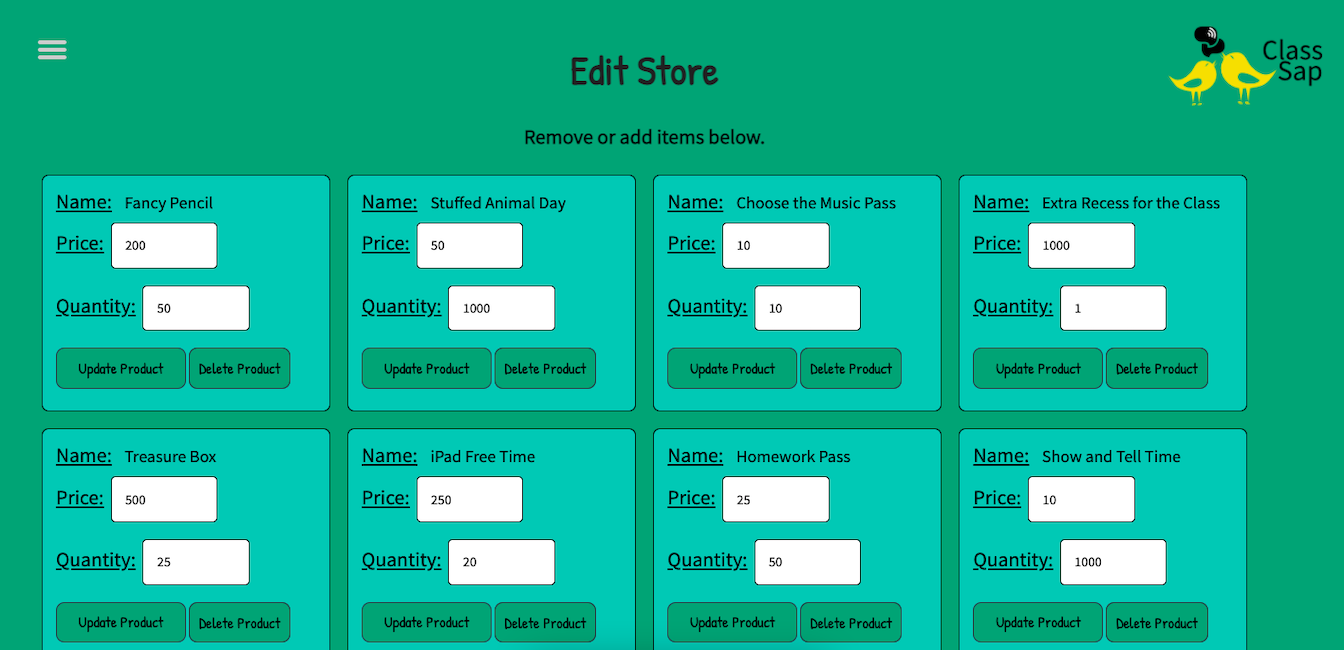 Class
Sap
Edit Store
Remove or add items below.
Name: Fancy Pencil
Price: 200
Quantity: 50
Update Product Delete Product
Name: Stuffed Animal Day
Price: 50
Quantity: 1000
Update Product Delete Product
Name: Choose the Music Pass
Price: 10
Quantity: 10
Update Product Delete Product
Name: Extra Recess for the Class
Price: 1000
Quantity: 1
Update Product Delete Product
Name: Treasure Box
Price: 500
Quantity: 25
Update Product Delete Product
Name: iPad Free Time
Price: 250
Quantity: 20
Update Product Delete Product
Name: Homework Pass
Price: 25
Quantity: 50
Update Product Delete Product
Name: Show and Tell Time
Price: 10
Quantity: 1000
Update Product Delete Product